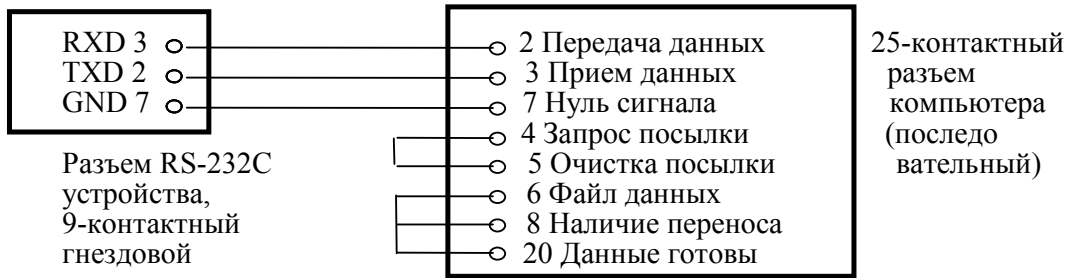 RXD 3
TXD 2
GND 7
Разъем RS-232C
устройства,
9-контактный
гнездовой
2 Передача данных
3 Прием данных
7 Нуль сигнала
4 Запрос посылки
5 Очистка посылки
6 Файл данных
8 Наличие переноса
20 Данные готовы
25-контактный
разъем
компьютера
(последо
вательный)